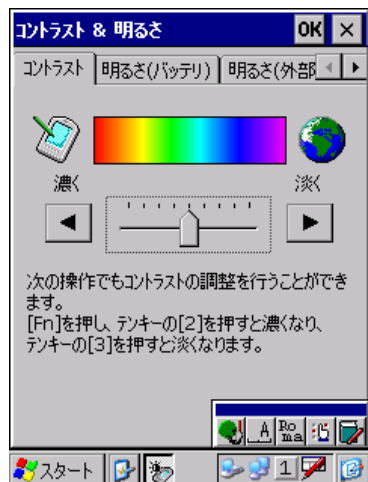 コントラスト & 明るさ OK ×
コントラスト 明るさ(バッテリ) 明るさ(外部
濃く 淡く
次の操作でもコントラストの調整を行うことができ
ます。
[Fn]を押し、テンキーの[2]を押すと濃くなり、
テンキーの[3]を押すと淡くなります。
A Ro
ma
スタート 1